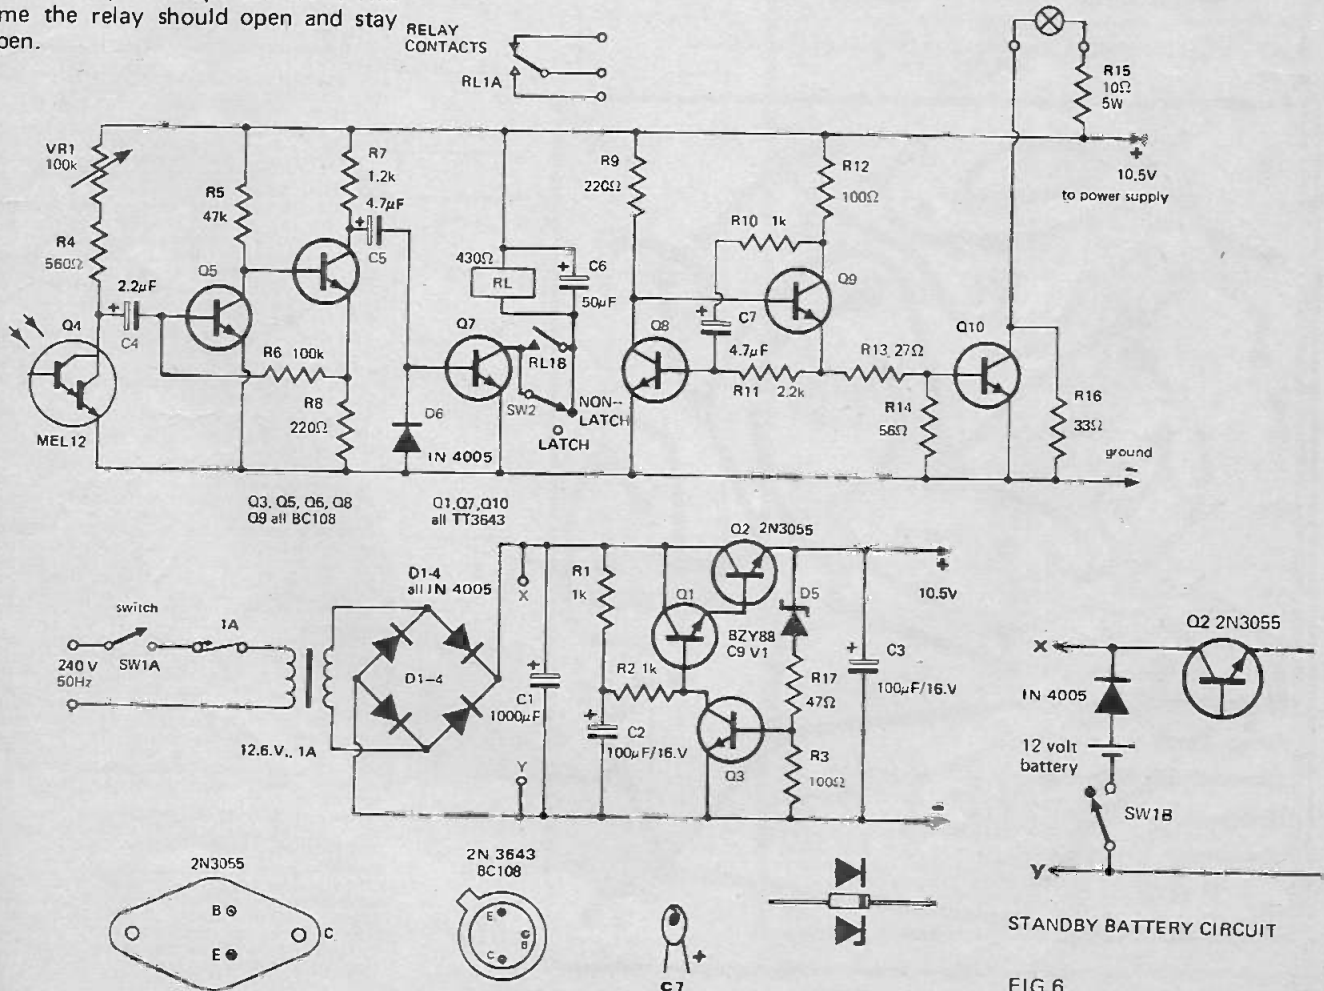 me the relay should open and stay
pen.
RELAY
CONTACTS
RL1A
R15
10Ω
5W
VR1
100k
R7
1.2k
R9
220Ω
R12
100Ω
+
10.5V
to power supply
R5
47k
4.7µF
+
C5
R10 1k
R4
560Ω
430Ω
RL
+
C6
50µF
2.2µF
+
C4
Q5
Q9
Q4
Q7
Q8
+
C7
4.7µF
Q10
R6 100k
RL1B
R13 27Ω
R11 2.2k
R8
220Ω
D6
SW2
NON-
LATCH
LATCH
R14
56Ω
R16
33Ω
MEL12
IN 4005
ground
–
Q3, Q5, Q6, Q8
Q9 all BC108
Q1,Q7,Q10
all TT3643
Q2 2N3055
D1-4
all IN 4005
X
R1
1k
Q1
D5
+
10.5V
switch
SW1A
1A
240 V
50Hz
D1-4
BZY88
C9 V1
R2 1k
+
C1
1000µF
R17
47Ω
+
C3
100µF/16.V
12.6.V,, 1A
+
C2
100µF/16.V
Y
Q3
R3
100Ω
–
Q2 2N3055
X
IN 4005
12 volt
battery
SW1B
Y
STANDBY BATTERY CIRCUIT
2N3055
B
E
C
2N 3643
BC108
E
B
C
+
C7
FIG 6